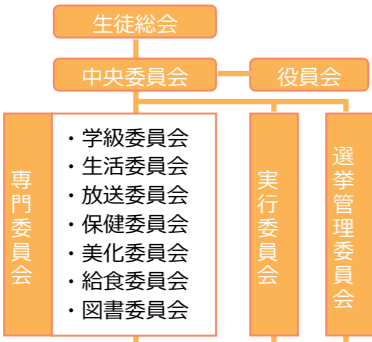 生徒総会
中央委員会
役員会
専門委員会
・学級委員会
・生活委員会
・放送委員会
・保健委員会
・美化委員会
・給食委員会
・図書委員会
実行委員会
選挙管理委員会